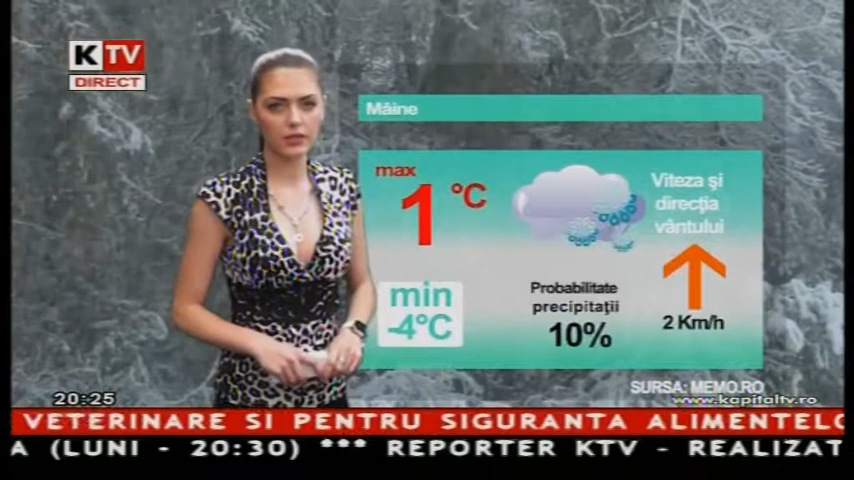 KTV
DIRECT
Mâine
max
1 °C
Viteza şi
direcţia
vântului
min
-4°C
Probabilitate
precipitaţii
10%
2 Km/h
SURSA: MEMO.RO
20:25
www.kapitaltv.ro
VETERINARE SI PENTRU SIGURANTA ALIMENTELO
A (LUNI - 20:30) *** REPORTER KTV - REALIZAT